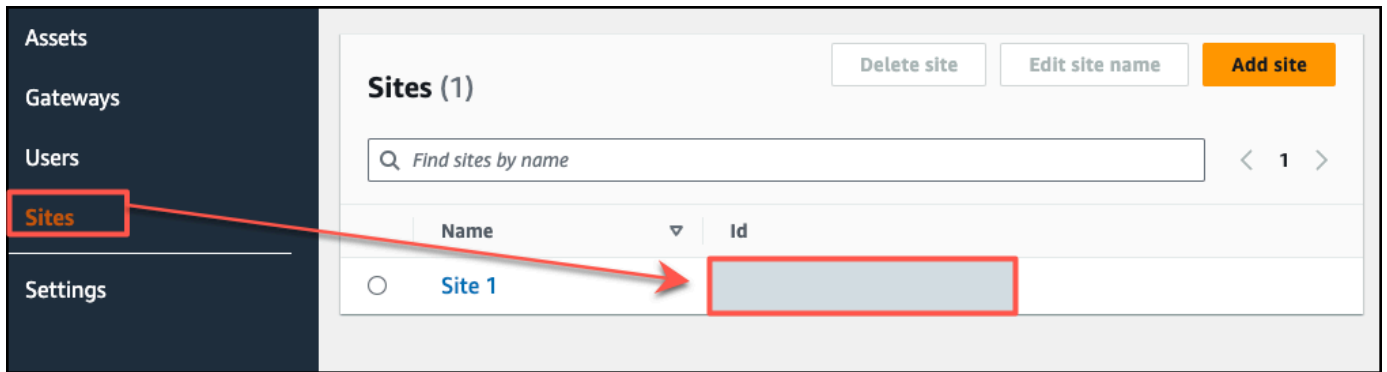 Assets
Gateways
Users
Sites
Settings
Sites (1)
Delete site
Edit site name
Add site
Find sites by name
1
Name
Id
Site 1